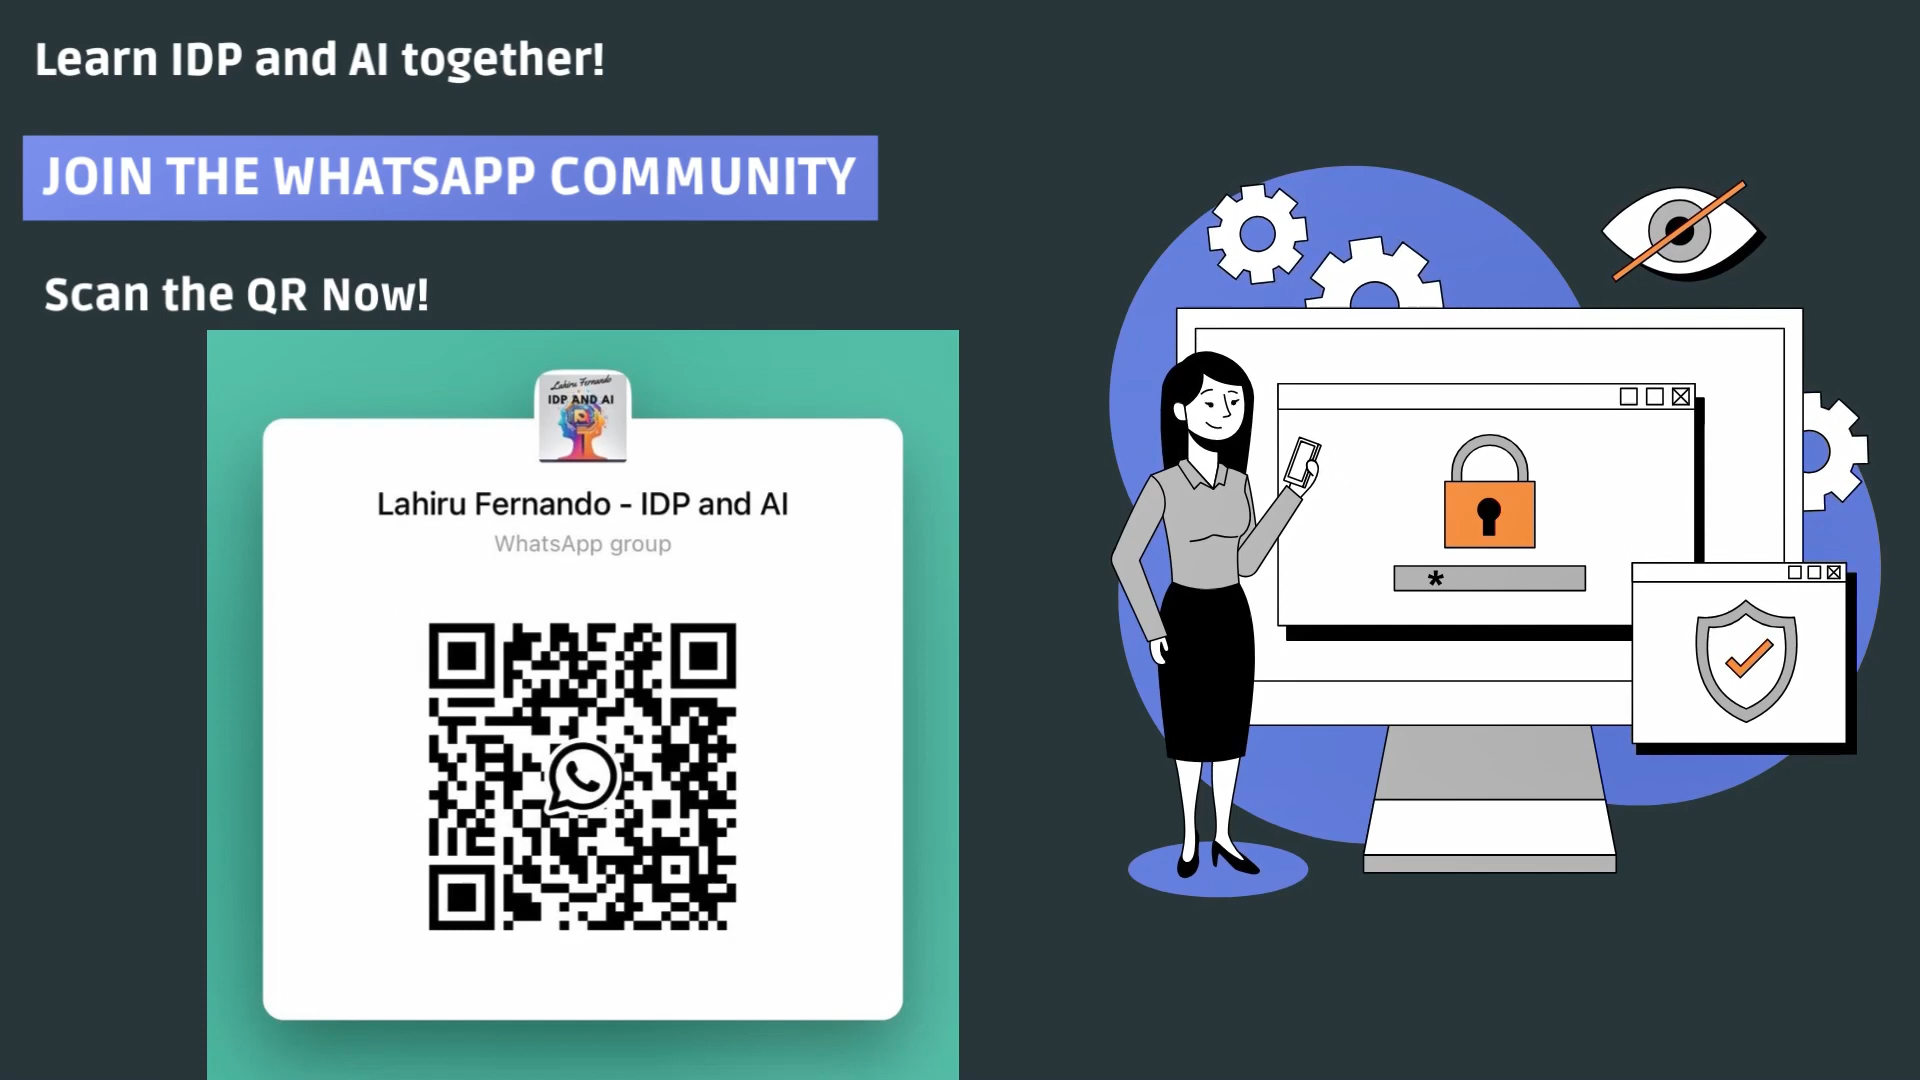 Learn IDP and AI together!
JOIN THE WHATSAPP COMMUNITY
Scan the QR Now!
Lahiru Fernando
IDP AND AI
Lahiru Fernando - IDP and AI
WhatsApp group
*